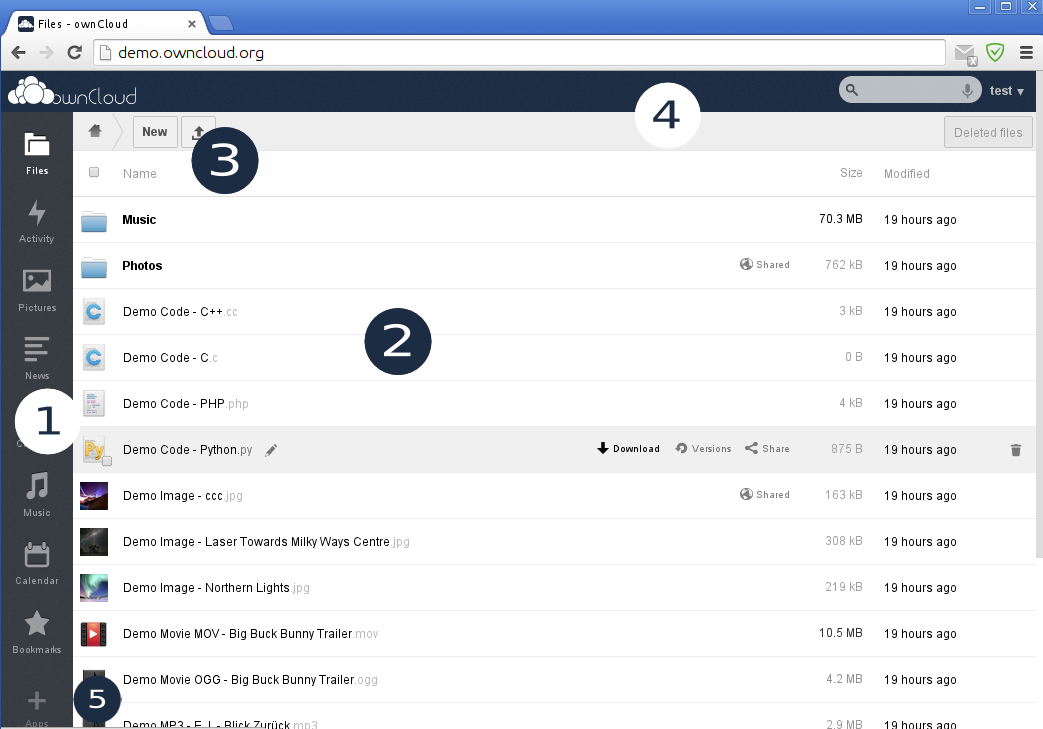 Files - ownCloud
demo.owncloud.org
ownCloud
test
4
New
Deleted files
3
Files
Name Size Modified
Activity
Music 70.3 MB 19 hours ago
Photos Shared 762 kB 19 hours ago
Pictures
Demo Code - C++.cc 3 kB 19 hours ago
2
Demo Code - C.c 0 B 19 hours ago
News
Demo Code - PHP.php 4 kB 19 hours ago
1
Demo Code - Python.py Download Versions Share 875 B 19 hours ago
Demo Image - ccc.jpg Shared 163 kB 19 hours ago
Music
Demo Image - Laser Towards Milky Ways Centre.jpg 308 kB 19 hours ago
Calendar
Demo Image - Northern Lights.jpg 219 kB 19 hours ago
Demo Movie MOV - Big Buck Bunny Trailer.mov 10.5 MB 19 hours ago
Bookmarks
Demo Movie OGG - Big Buck Bunny Trailer.ogg 4.2 MB 19 hours ago
5
Apps
Demo MP3 - E. J. - Blick Zurück.mp3 2.9 MB 19 hours ago